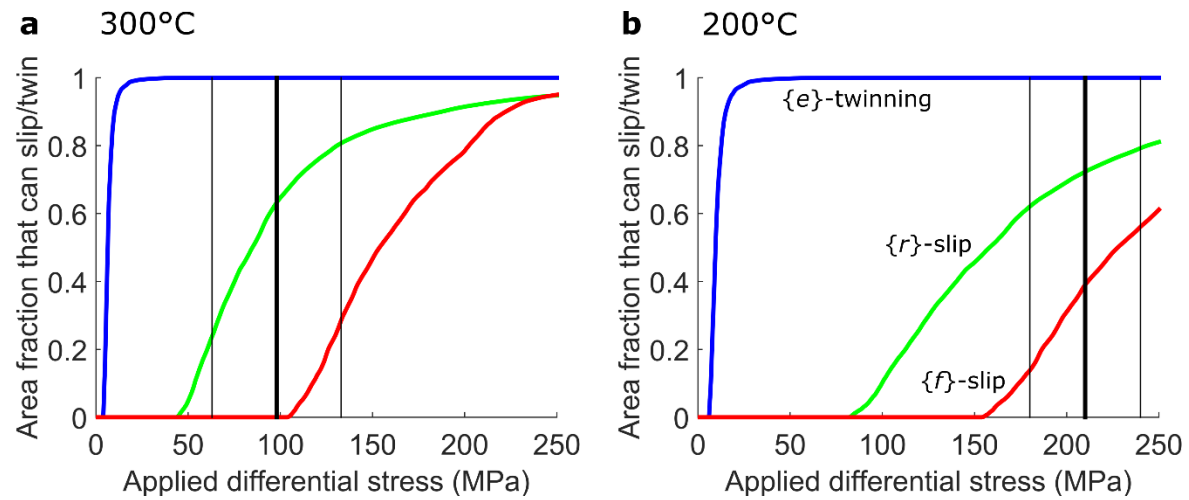 a 300°C
Area fraction that can slip/twin
1
0.8
0.6
0.4
0.2
0
0 50 100 150 200 250
Applied differential stress (MPa)
b 200°C
Area fraction that can slip/twin
1
0.8
0.6
0.4
0.2
0
{e}-twinning
{r}-slip
{f}-slip
0 50 100 150 200 250
Applied differential stress (MPa)